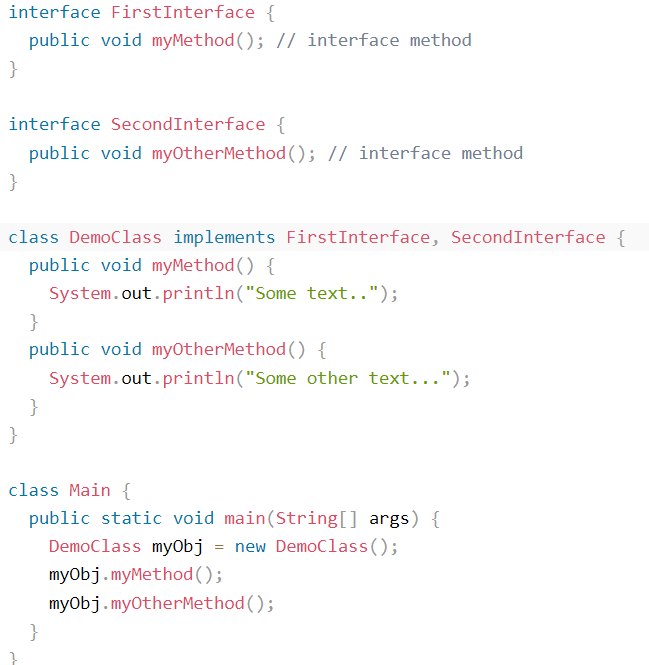 interface FirstInterface {
  public void myMethod(); // interface method
}

interface SecondInterface {
  public void myOtherMethod(); // interface method
}

class DemoClass implements FirstInterface, SecondInterface {
  public void myMethod() {
    System.out.println("Some text..");
  }
  public void myOtherMethod() {
    System.out.println("Some other text...");
  }
}

class Main {
  public static void main(String[] args) {
    DemoClass myObj = new DemoClass();
    myObj.myMethod();
    myObj.myOtherMethod();
  }
}